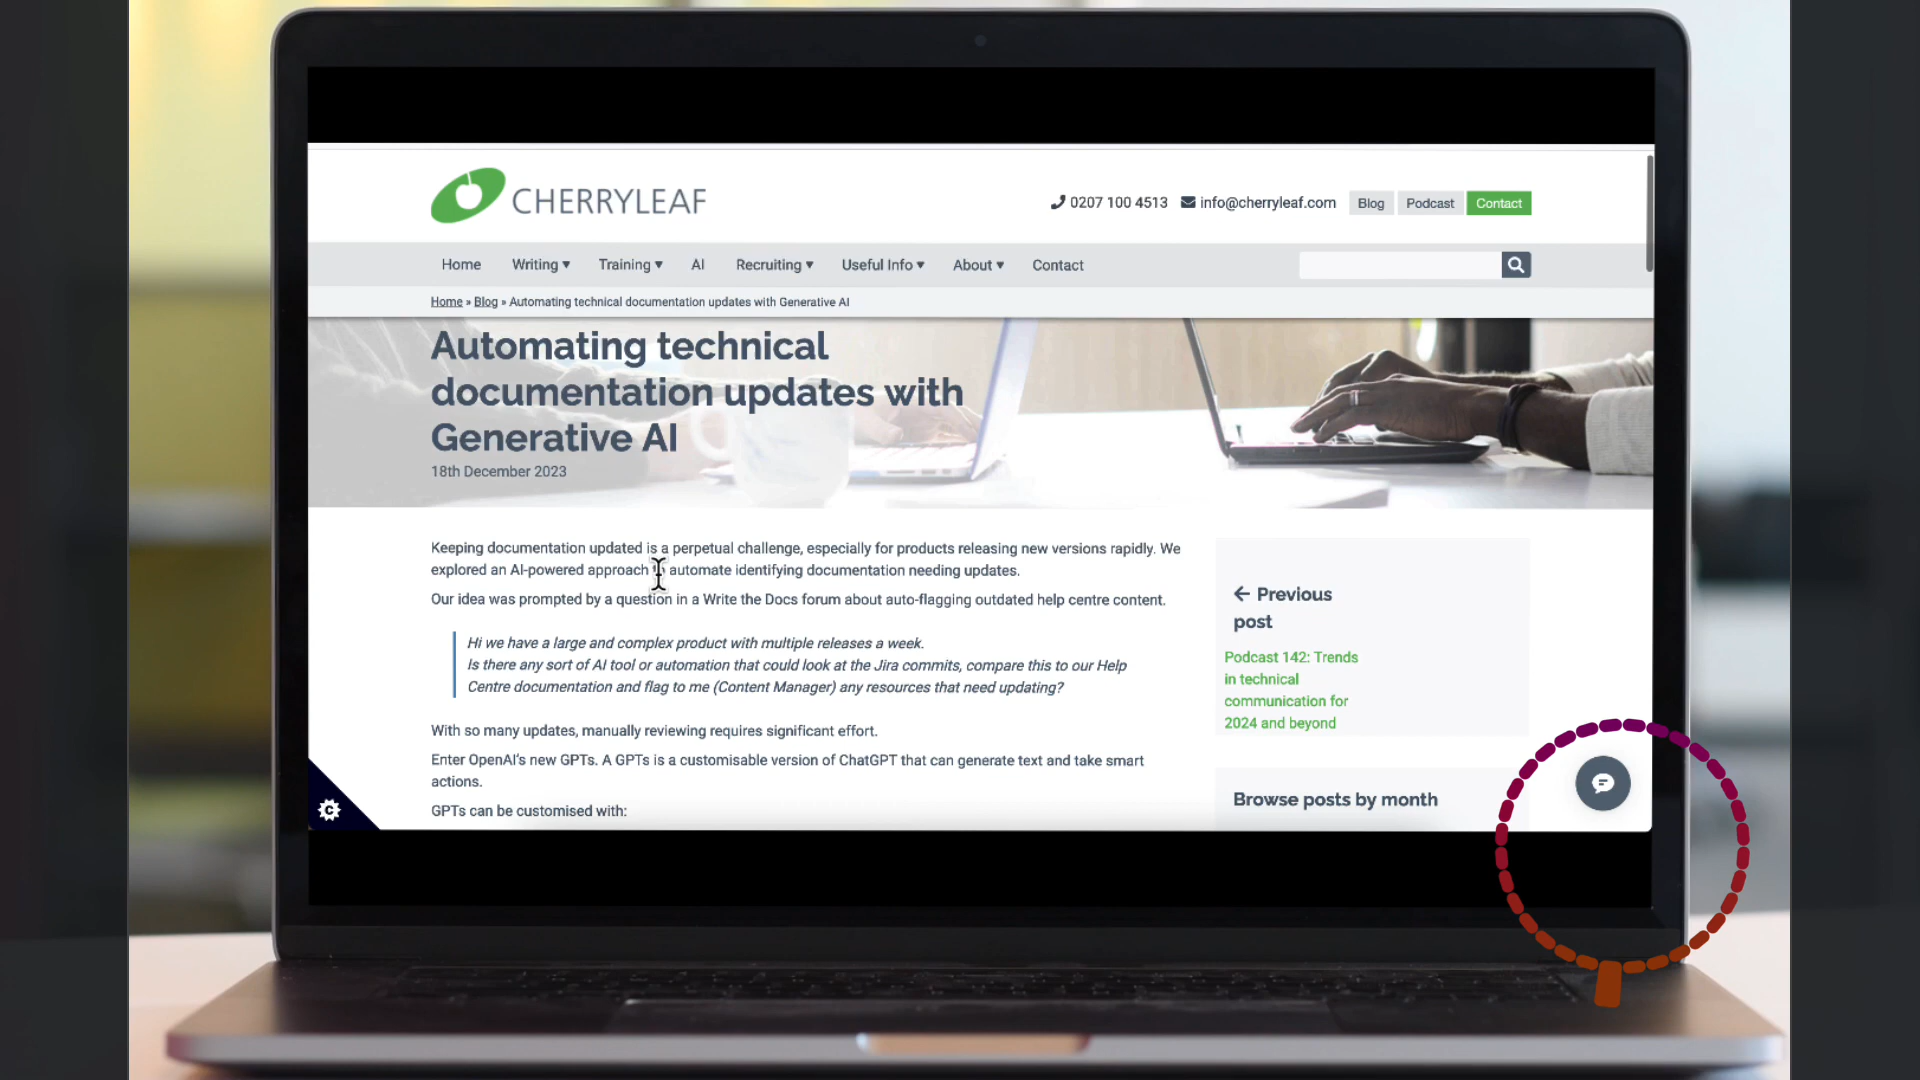 CHERRYLEAF
0207 100 4513 info@cherryleaf.com Blog Podcast Contact
Home Writing Training AI Recruiting Useful Info About Contact
Home » Blog » Automating technical documentation updates with Generative AI
Automating technical
documentation updates with
Generative AI
18th December 2023
Keeping documentation updated is a perpetual challenge, especially for products releasing new versions rapidly. We
explored an AI-powered approach automate identifying documentation needing updates.
Our idea was prompted by a question in a Write the Docs forum about auto-flagging outdated help centre content.
Hi we have a large and complex product with multiple releases a week.
Is there any sort of AI tool or automation that could look at the Jira commits, compare this to our Help
Centre documentation and flag to me (Content Manager) any resources that need updating?
With so many updates, manually reviewing requires significant effort.
Enter OpenAI's new GPTs. A GPTs is a customisable version of ChatGPT that can generate text and take smart
actions.
GPTs can be customised with:
Previous
post
Podcast 142: Trends
in technical
communication for
2024 and beyond
Browse posts by month